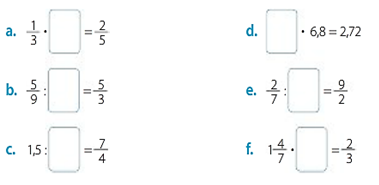 a. 1/3 · □ = 2/5
d. □ · 6,8 = 2,72
b. 5/9 : □ = 5/3
e. 2/7 : □ = 9/2
c. 1,5 : □ = 7/4
f. 1 4/7 · □ = 2/3